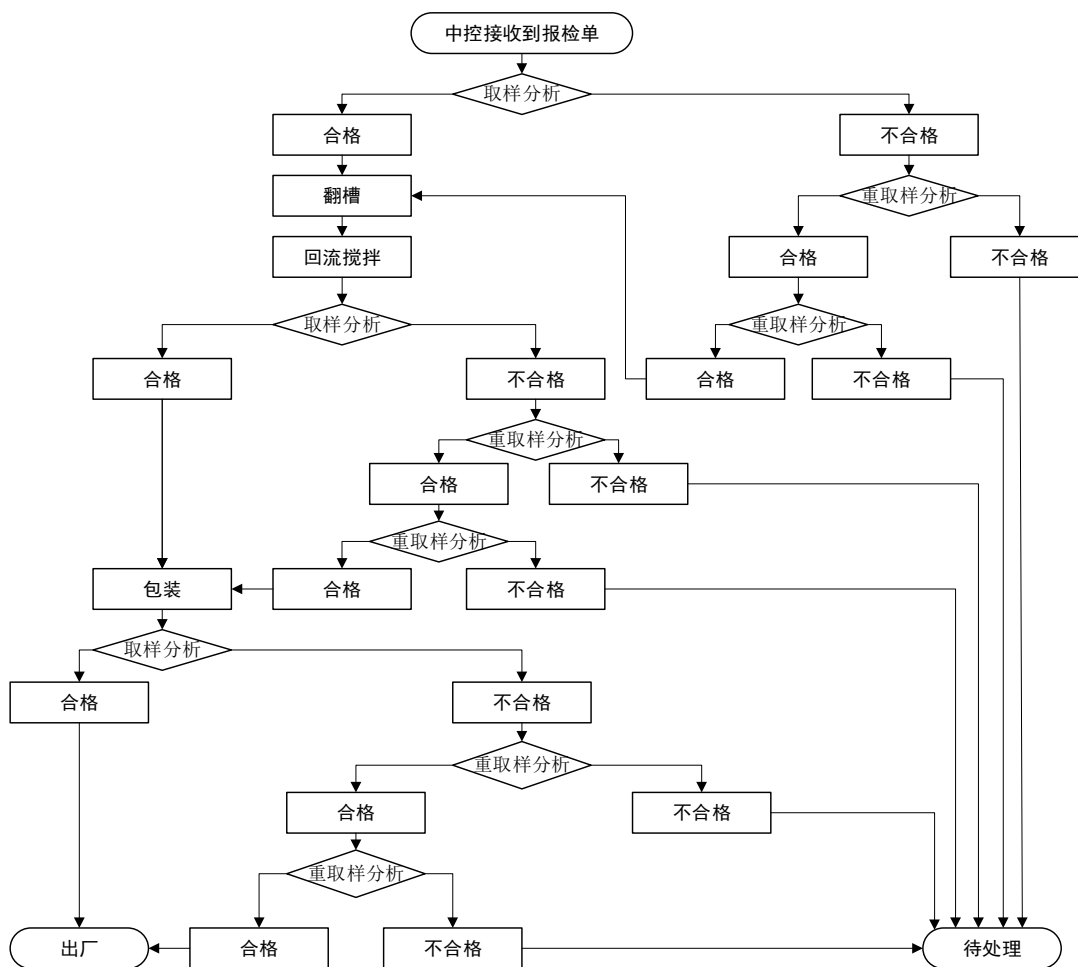 中控接收到报检单
取样分析
合格
不合格
翻槽
重取样分析
回流搅拌
合格
不合格
取样分析
重取样分析
合格
不合格
合格
不合格
重取样分析
合格
不合格
重取样分析
包装
合格
不合格
取样分析
合格
不合格
重取样分析
合格
不合格
重取样分析
出厂
合格
不合格
待处理